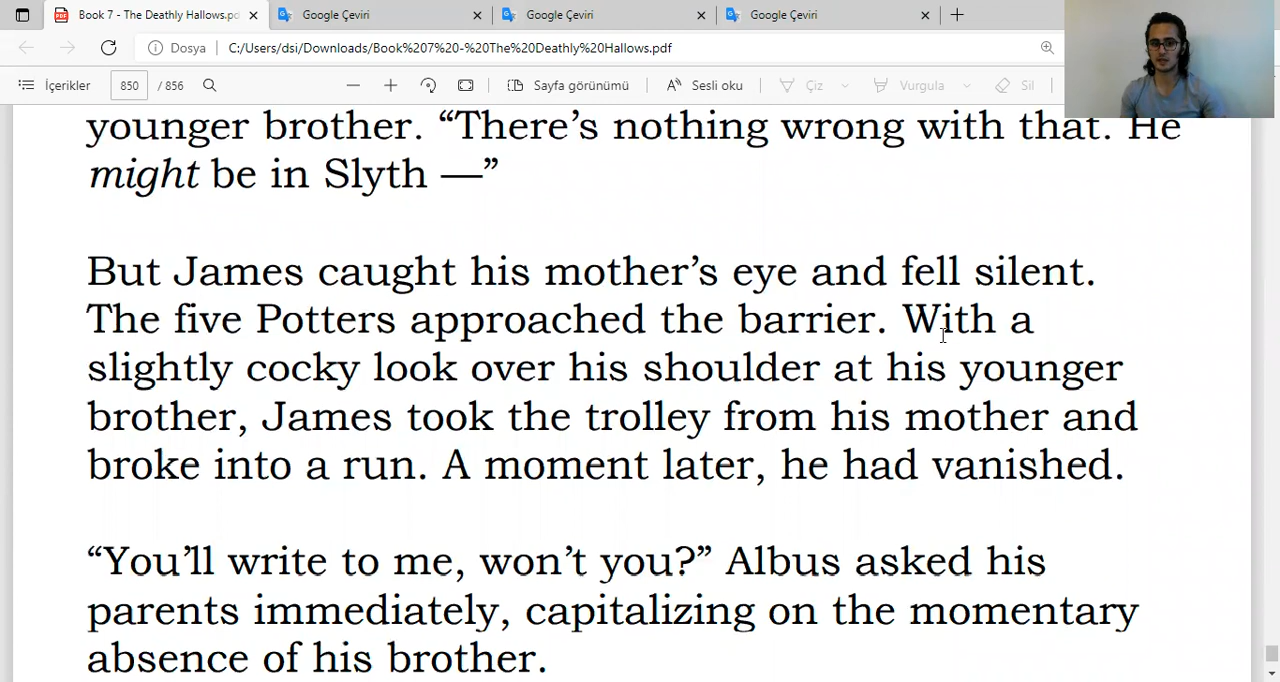 Book 7 - The Deathly Hallows.pd
Google Çeviri
Google Çeviri
Google Çeviri
Dosya
C:/Users/dsi/Downloads/Book%207%20-%20The%20Deathly%20Hallows.pdf
İçerikler
850 / 856
Sayfa görünümü
Sesli oku
Çiz
Vurgula
Sil
younger brother. “There’s nothing wrong with that. He
might be in Slyth —”
But James caught his mother’s eye and fell silent.
The five Potters approached the barrier. With a
slightly cocky look over his shoulder at his younger
brother, James took the trolley from his mother and
broke into a run. A moment later, he had vanished.
“You’ll write to me, won’t you?” Albus asked his
parents immediately, capitalizing on the momentary
absence of his brother.